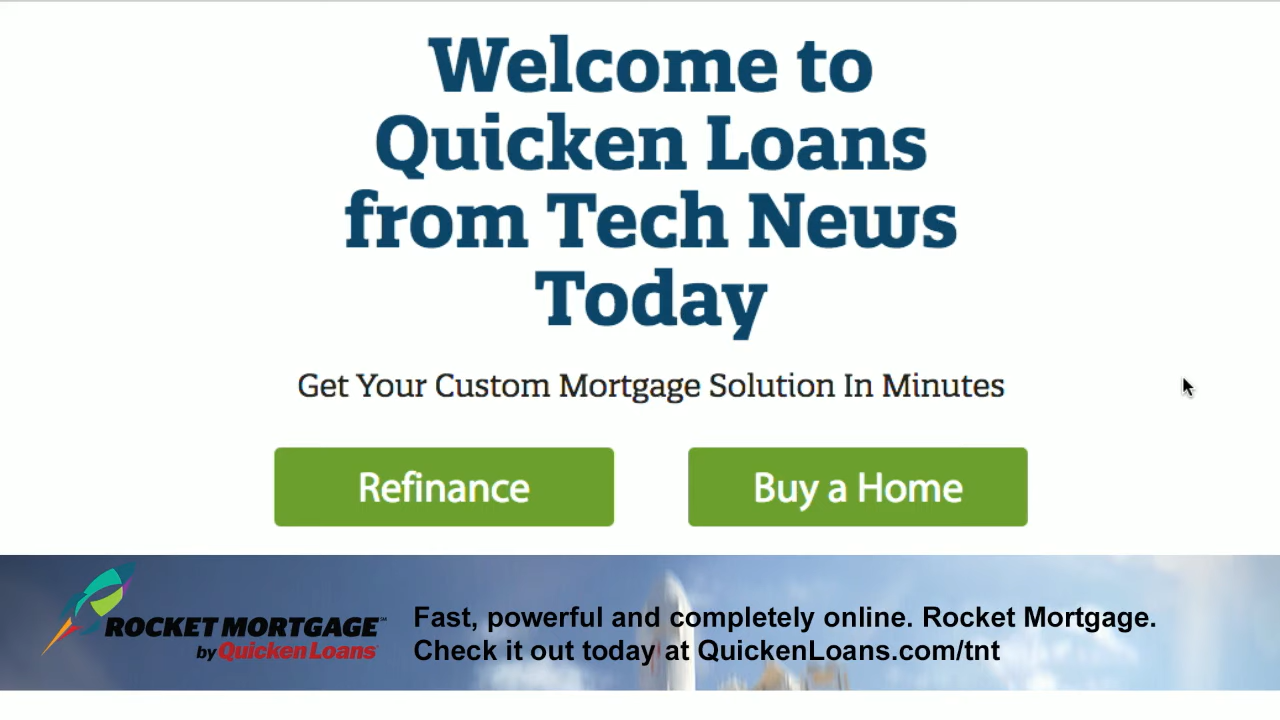 Welcome to
Quicken Loans
from Tech News
Today
Get Your Custom Mortgage Solution In Minutes
Refinance
Buy a Home
ROCKET MORTGAGE™
by Quicken Loans
Fast, powerful and completely online. Rocket Mortgage.
Check it out today at QuickenLoans.com/tnt